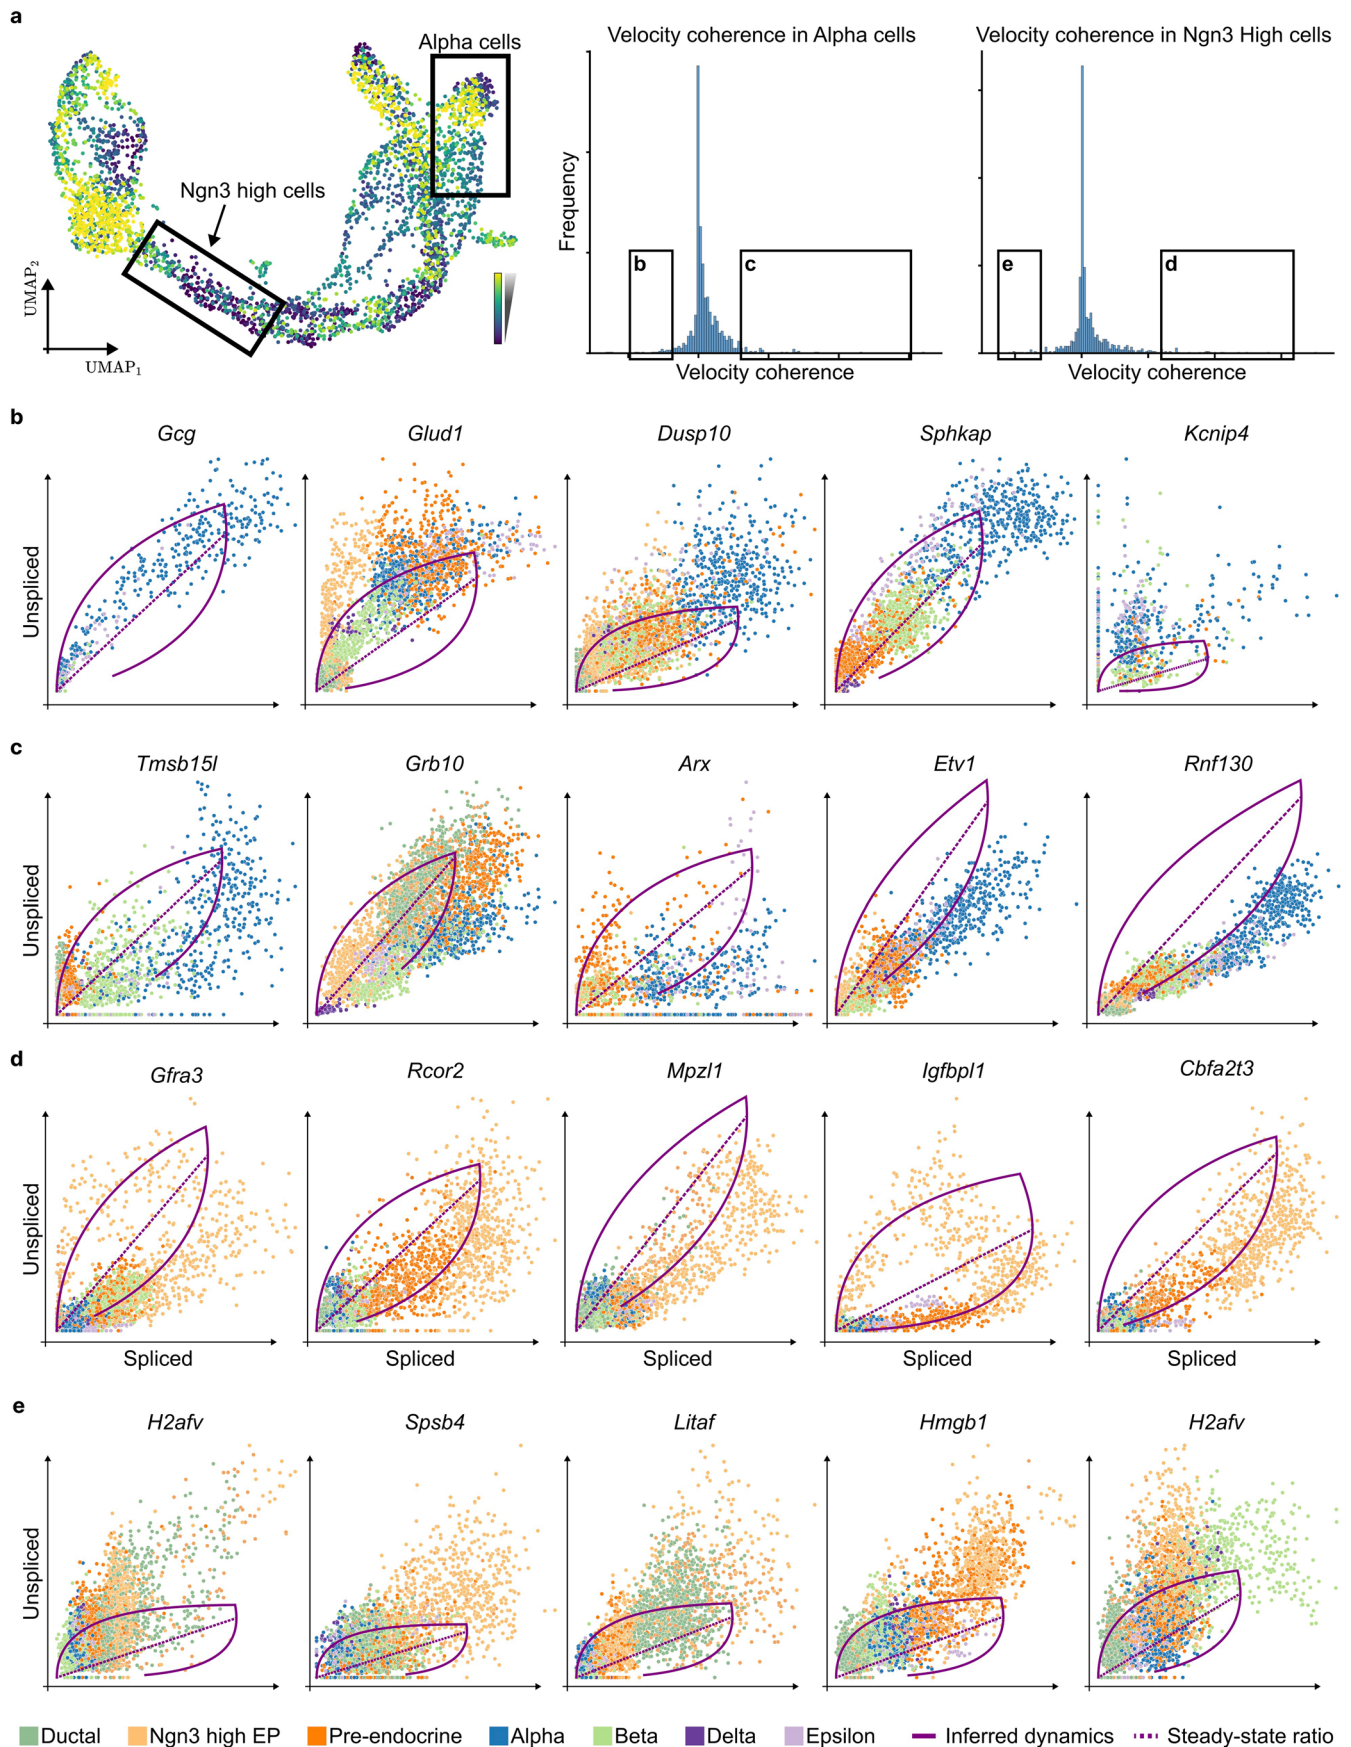 a
Alpha cells
Ngn3 high cells
UMAP2
UMAP1
Velocity coherence in Alpha cells
Frequency
b
c
Velocity coherence
Velocity coherence in Ngn3 High cells
e
d
Velocity coherence
b
Gcg
Glud1
Dusp10
Sphkap
Kcnip4
Unspliced
c
Tmsb15l
Grb10
Arx
Etv1
Rnf130
Unspliced
d
Gfra3
Rcor2
Mpzl1
Igfbpl1
Cbfa2t3
Unspliced
Spliced
Spliced
Spliced
Spliced
Spliced
e
H2afv
Spsb4
Litaf
Hmgb1
H2afv
Unspliced
Ductal
Ngn3 high EP
Pre-endocrine
Alpha
Beta
Delta
Epsilon
Inferred dynamics
Steady-state ratio